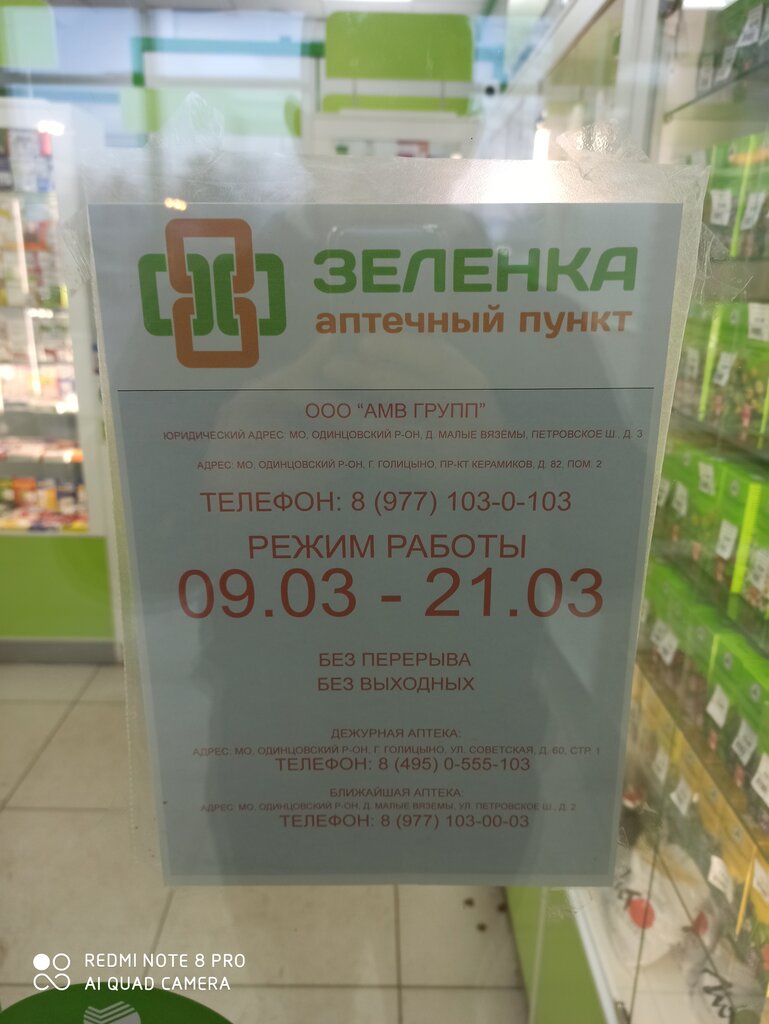 ЗЕЛЕНКА
аптечный пункт
ООО "АМВ ГРУПП"
ЮРИДИЧЕСКИЙ АДРЕС: МО, ОДИНЦОВСКИЙ Р-ОН, Д. МАЛЫЕ ВЯЗЁМЫ, ПЕТРОВСКОЕ Ш., Д. 3
АДРЕС: МО, ОДИНЦОВСКИЙ Р-ОН, Г. ГОЛИЦЫНО, ПР-КТ КЕРАМИКОВ, Д. 82, ПОМ. 2
ТЕЛЕФОН: 8 (977) 103-0-103
РЕЖИМ РАБОТЫ
09.03 - 21.03
БЕЗ ПЕРЕРЫВА
БЕЗ ВЫХОДНЫХ
ДЕЖУРНАЯ АПТЕКА:
АДРЕС: МО, ОДИНЦОВСКИЙ Р-ОН, Г. ГОЛИЦЫНО, УЛ. СОВЕТСКАЯ, Д. 60, СТР. 1
ТЕЛЕФОН: 8 (495) 0-555-103
БЛИЖАЙШАЯ АПТЕКА:
АДРЕС: МО, ОДИНЦОВСКИЙ Р-ОН, Д. МАЛЫЕ ВЯЗЕМЫ, УЛ. ПЕТРОВСКОЕ Ш., Д. 2
ТЕЛЕФОН: 8 (977) 103-00-03
REDMI NOTE 8 PRO
AI QUAD CAMERA